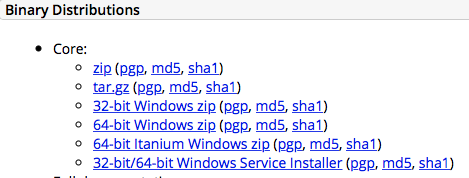 Binary Distributions
Core:
zip (pgp, md5, sha1)
tar.gz (pgp, md5, sha1)
32-bit Windows zip (pgp, md5, sha1)
64-bit Windows zip (pgp, md5, sha1)
64-bit Itanium Windows zip (pgp, md5, sha1)
32-bit/64-bit Windows Service Installer (pgp, md5, sha1)